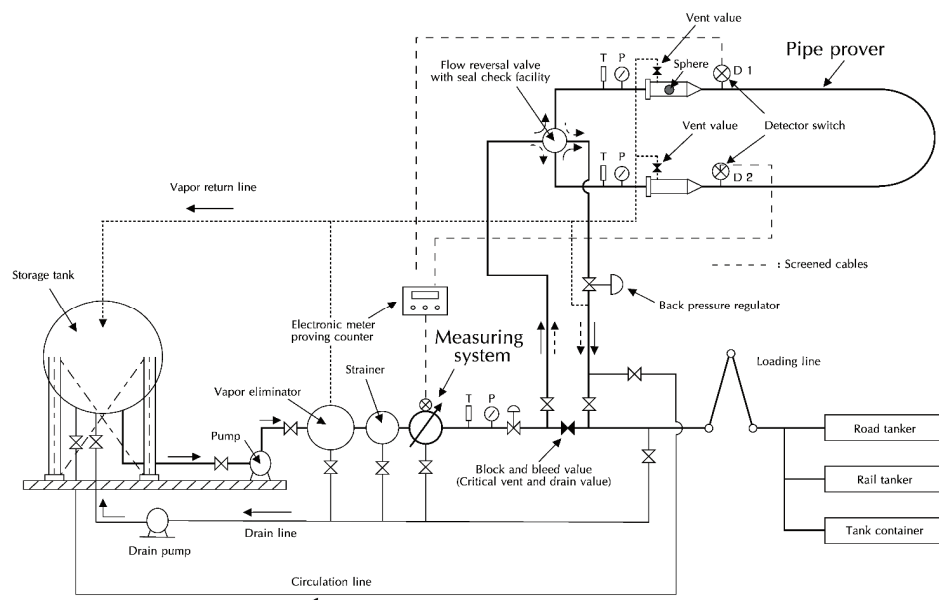 Vent value
T
P
Sphere
D 1
Pipe prover
Flow reversal valve
with seal check facility
Vent value
Detector switch
T
P
D 2
Vapor return line
Storage tank
: Screened cables
Back pressure regulator
Electronic meter
proving counter
Measuring
system
Strainer
Vapor eliminator
Loading line
T
P
Pump
Road tanker
Block and bleed value
(Critical vent and drain value)
Rail tanker
Drain line
Drain pump
Tank container
Circulation line